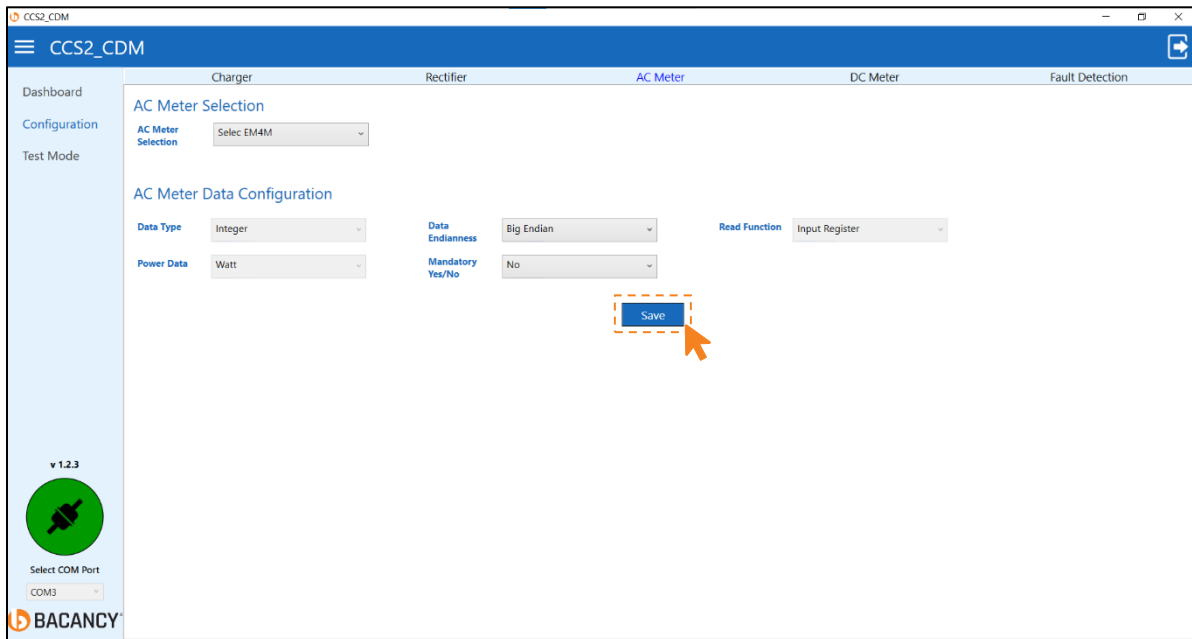 CCS2_CDM
CCS2_CDM
Charger Rectifier AC Meter DC Meter Fault Detection
Dashboard
Configuration
Test Mode
AC Meter Selection
AC Meter
Selection
Selec EM4M
AC Meter Data Configuration
Data Type Integer
Data
Endianness
Big Endian
Read Function Input Register
Power Data Watt
Mandatory
Yes/No
No
Save
v 1.2.3
Select COM Port
COM3
BACANCY